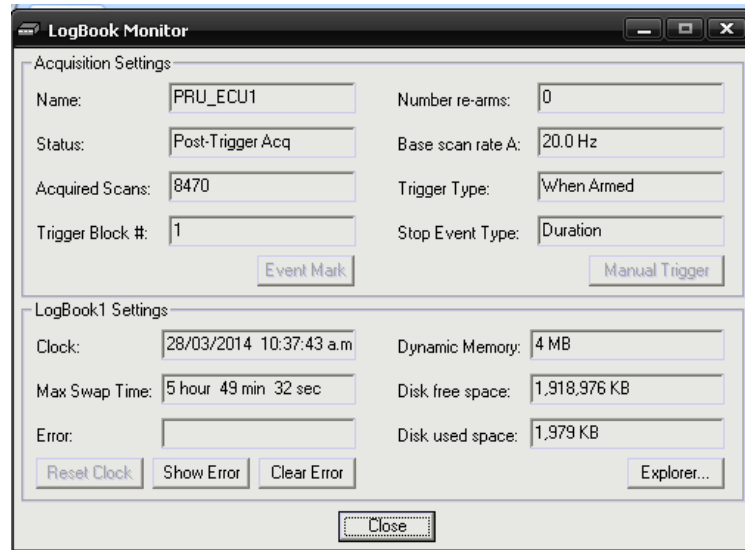 LogBook Monitor
Acquisition Settings
Name: PRU_ECU1 Number re-arms: 0
Status: Post-Trigger Acq Base scan rate A: 20.0 Hz
Acquired Scans: 8470 Trigger Type: When Armed
Trigger Block #: 1 Stop Event Type: Duration
Event Mark Manual Trigger
LogBook1 Settings
Clock: 28/03/2014 10:37:43 a.m Dynamic Memory: 4 MB
Max Swap Time: 5 hour 49 min 32 sec Disk free space: 1,918,976 KB
Error: Disk used space: 1,979 KB
Reset Clock Show Error Clear Error Explorer...
Close